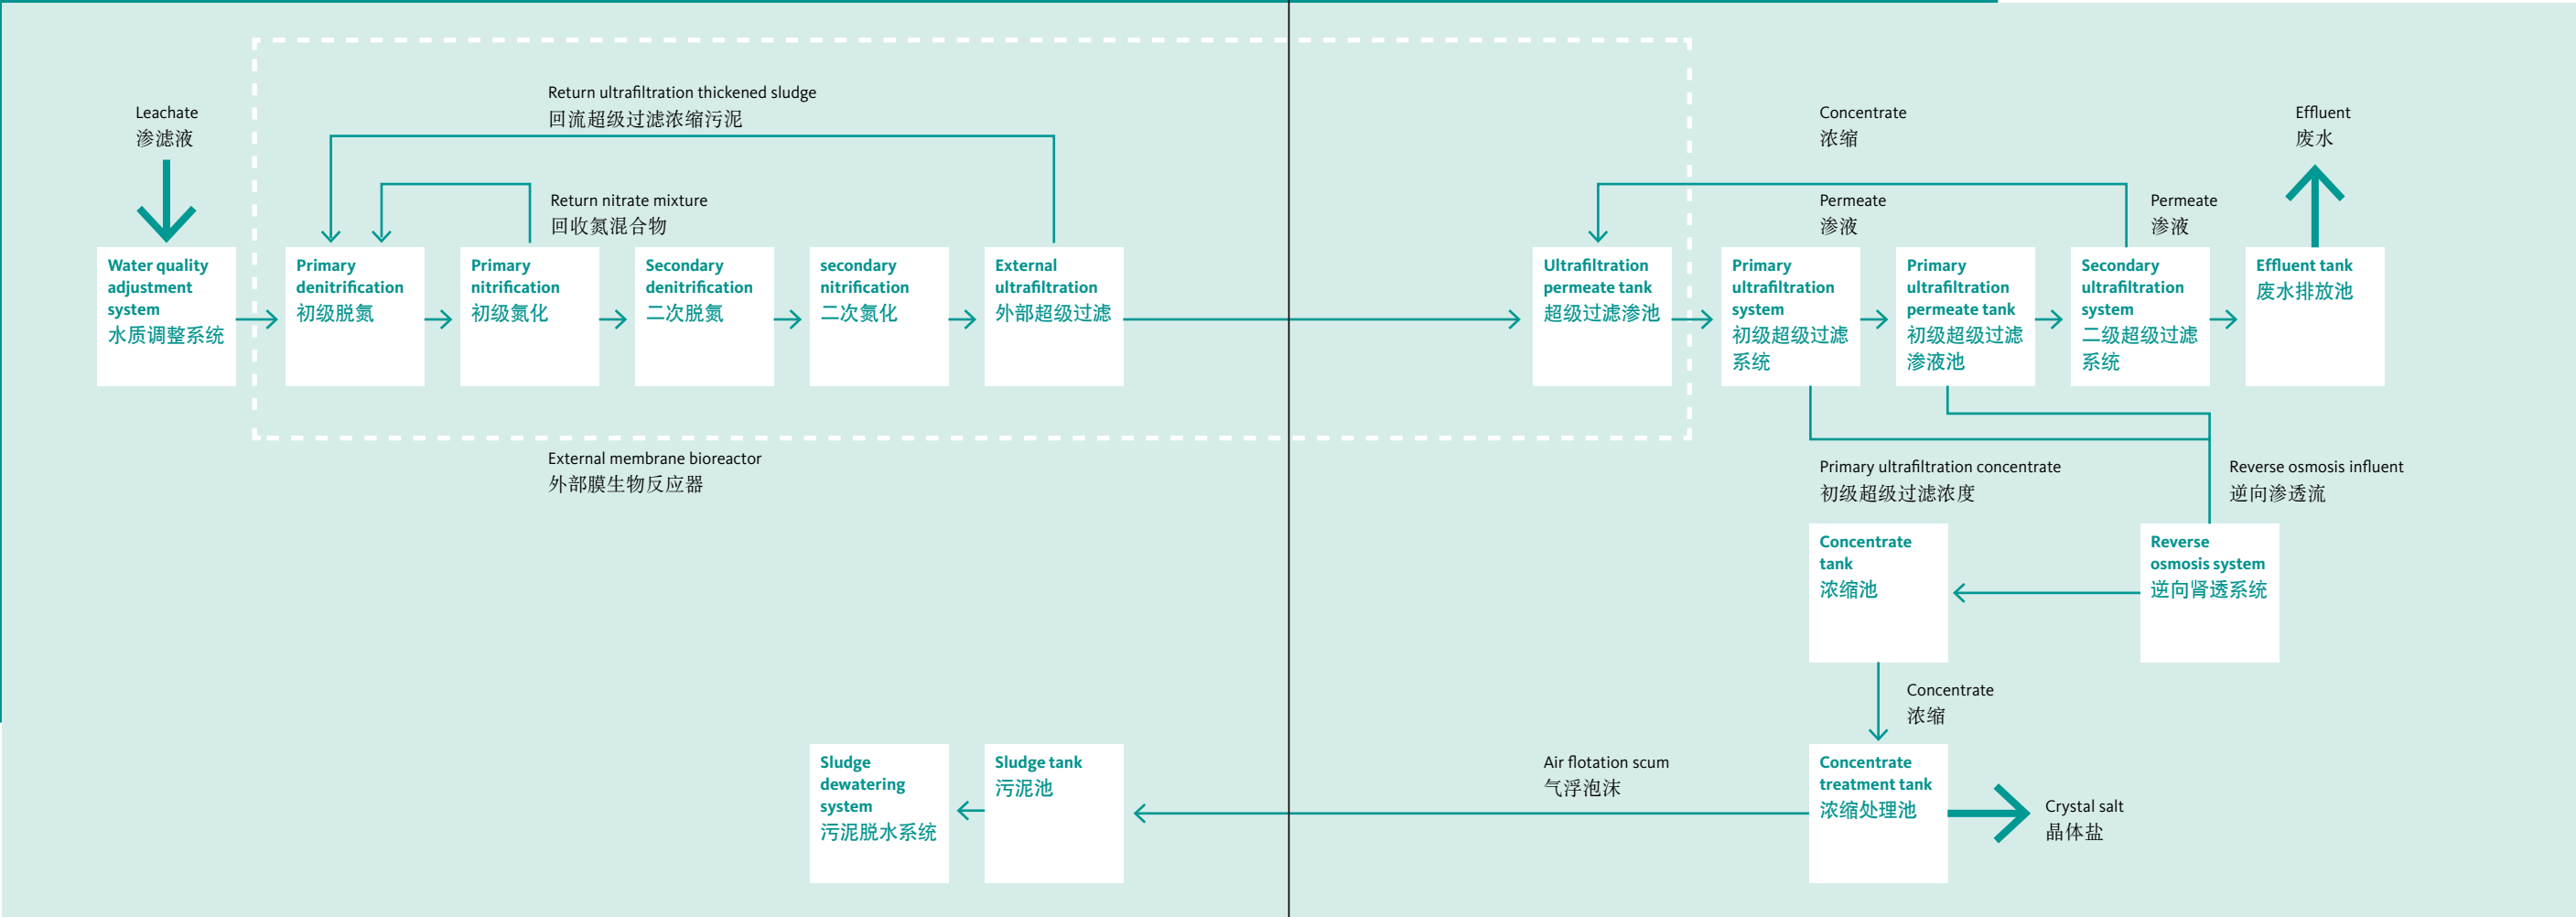 Return ultrafiltration thickened sludge
回流超级过滤浓缩污泥
Leachate
渗滤液
Concentrate
浓缩
Effluent
废水
Return nitrate mixture
回收氮混合物
Permeate
渗液
Permeate
渗液
Water quality
adjustment
system
水质调整系统
Primary
denitrification
初级脱氮
Primary
nitrification
初级氮化
Secondary
denitrification
二次脱氮
secondary
nitrification
二次氮化
External
ultrafiltration
外部超级过滤
Ultrafiltration
permeate tank
超级过滤渗池
Primary
ultrafiltration
system
初级超级过滤
系统
Primary
ultrafiltration
permeate tank
初级超级过滤
渗液池
Secondary
ultrafiltration
system
二级超级过滤
系统
Effluent tank
废水排放池
External membrane bioreactor
外部膜生物反应器
Primary ultrafiltration concentrate
初级超级过滤浓度
Reverse osmosis influent
逆向渗透流
Concentrate
tank
浓缩池
Reverse
osmosis system
逆向肾透系统
Concentrate
浓缩
Sludge
dewatering
system
污泥脱水系统
Sludge tank
污泥池
Air flotation scum
气浮泡沫
Concentrate
treatment tank
浓缩处理池
Crystal salt
晶体盐